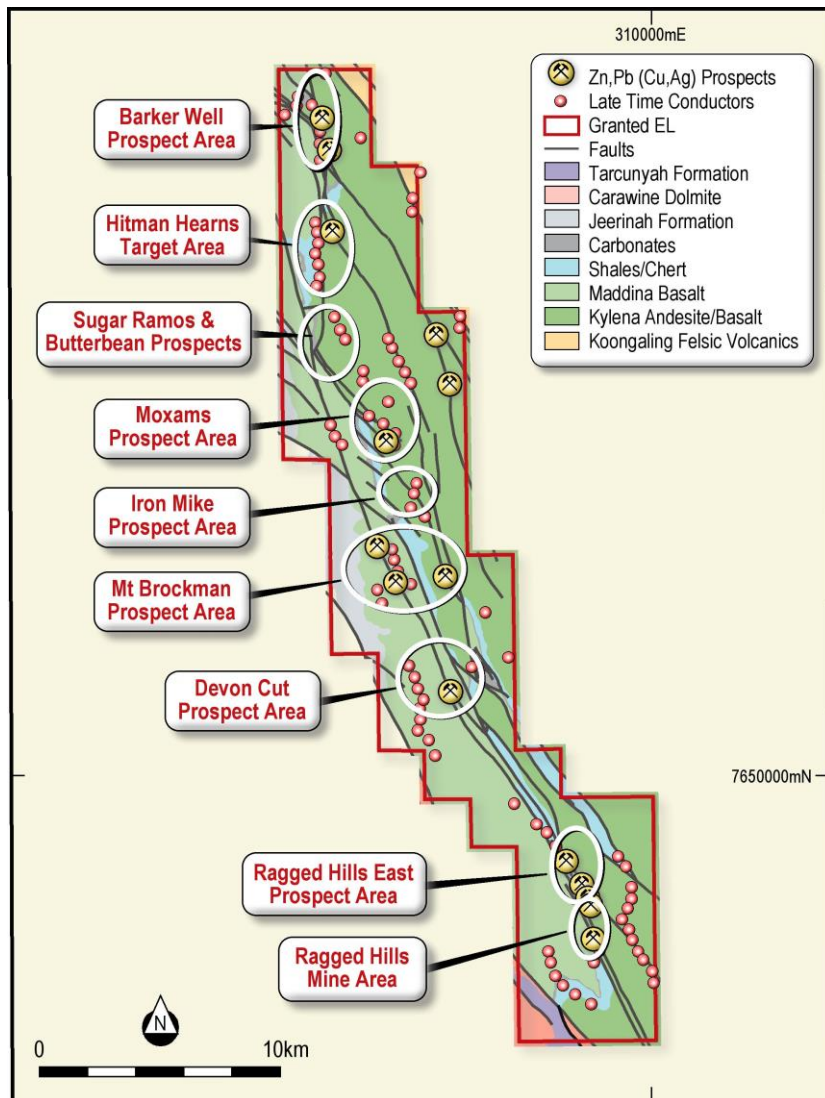 310000mE
Zn,Pb (Cu,Ag) Prospects
Late Time Conductors
Granted EL
Faults
Tarcunyah Formation
Carawine Dolmite
Jeerinah Formation
Carbonates
Shales/Chert
Maddina Basalt
Kylena Andesite/Basalt
Koongaling Felsic Volcanics
Barker Well
Prospect Area
Hitman Hearns
Target Area
Sugar Ramos &
Butterbean Prospects
Moxams
Prospect Area
Iron Mike
Prospect Area
Mt Brockman
Prospect Area
Devon Cut
Prospect Area
7650000mN
Ragged Hills East
Prospect Area
Ragged Hills
Mine Area
N
0 10km